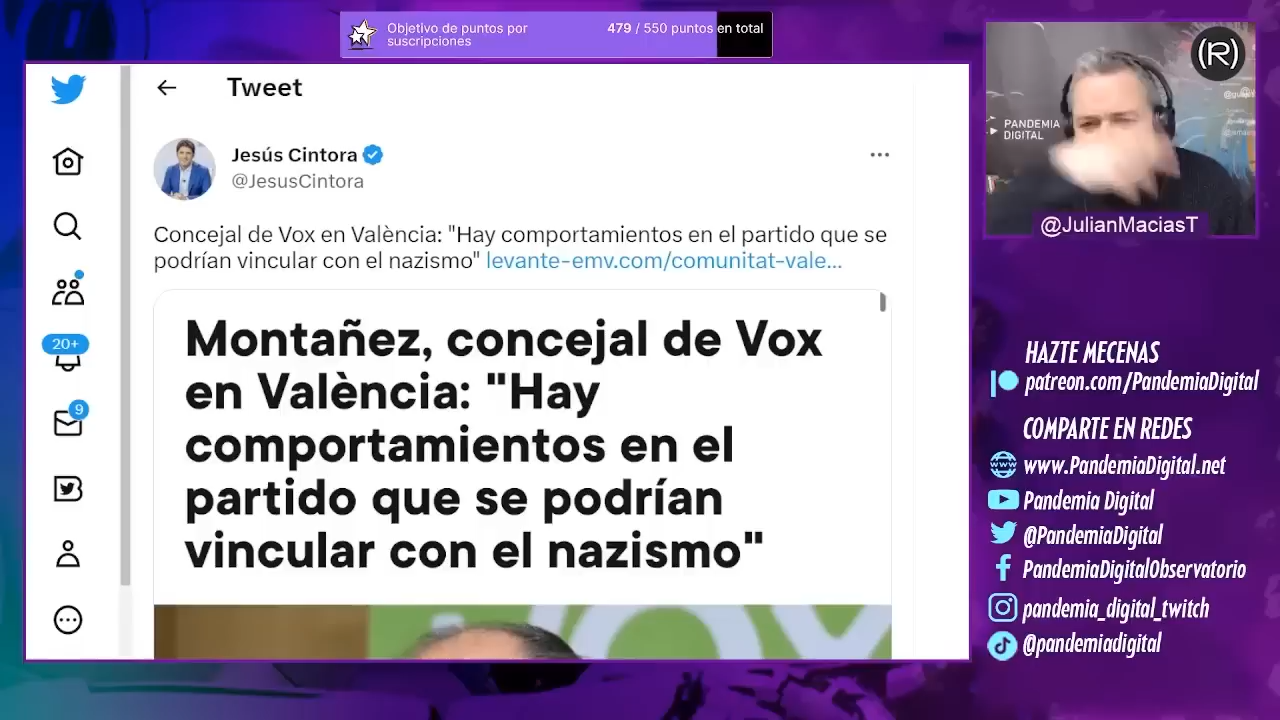 Objetivo de puntos por
suscripciones
479 / 550 puntos en total
Tweet
Jesús Cintora
@JesusCintora
Concejal de Vox en València: "Hay comportamientos en el partido que se
podrían vincular con el nazismo" levante-emv.com/comunitat-vale...
Montañez, concejal de Vox
en València: "Hay
comportamientos en el
partido que se podrían
vincular con el nazismo"
VOX
20+
9
(R)
PANDEMIA
DIGITAL
@JulianMaciasT
HAZTE MECENAS
patreon.com/PandemiaDigital
COMPARTE EN REDES
www.PandemiaDigital.net
Pandemia Digital
@PandemiaDigital
PandemiaDigitalObservatorio
pandemia_digital_twitch
@pandemiadigital